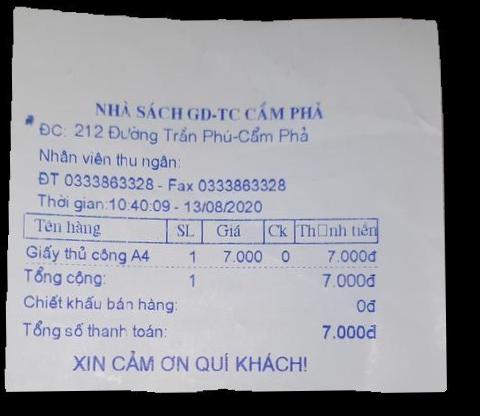 NHÀ SÁCH GD-TC CẨM PHẢ
ĐC: 212 Đường Trần Phú-Cẩm Phả
Nhân viên thu ngân:
ĐT 0333863328 - Fax 0333863328
Thời gian:10:40:09 - 13/08/2020
Tên hàng SL Giá Ck Th□nh tiền
Giấy thủ công A4 1 7.000 0 7.000đ
Tổng cộng: 1 7.000đ
Chiết khấu bán hàng: 0đ
Tổng số thanh toán: 7.000đ
XIN CẢM ƠN QUÍ KHÁCH!